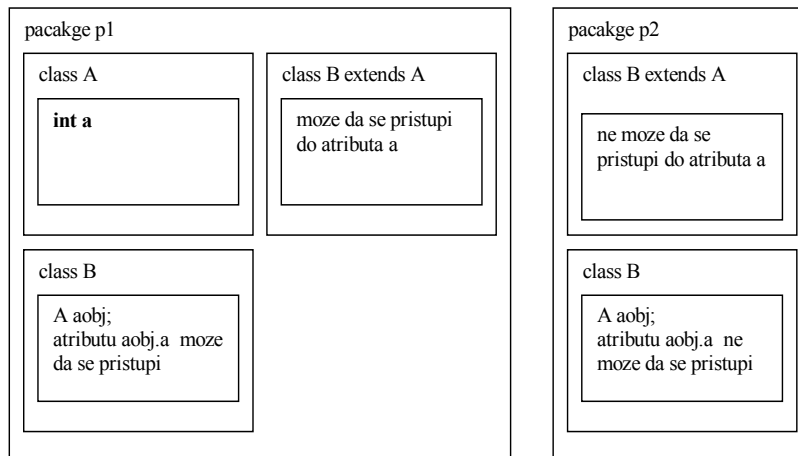 pacakge p1
class A
int a
class B extends A
moze da se pristupi
do atributa a
class B
A aobj;
atributu aobj.a moze
da se pristupi
pacakge p2
class B extends A
ne moze da se
pristupi do atributa a
class B
A aobj;
atributu aobj.a ne
moze da se pristupi